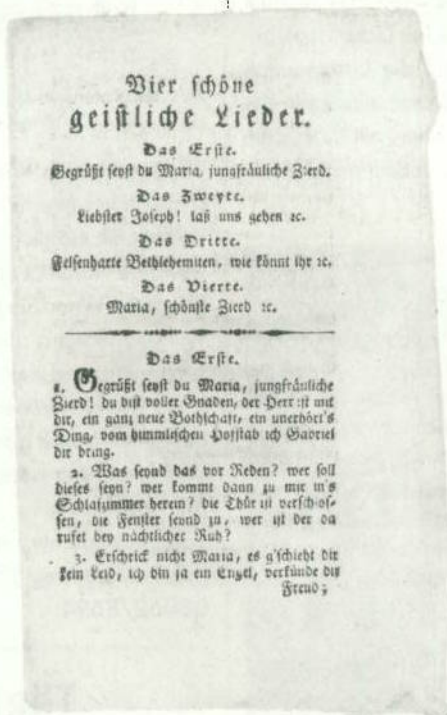 Vier schöne
geistliche Lieder.
Das Erste.
Gegrüßt seyst du Maria, jungfräuliche Zierd.
Das Zweyte.
Liebster Joseph! laß uns gehen ꝛc.
Das Dritte.
Felsenharte Bethlehemiten, wie könnt ihr ꝛc.
Das Vierte.
Maria, schönste Zierd ꝛc.
Das Erste.
1. Gegrüßt seyst du Maria, jungfräuliche
Zierd! du bist voller Gnaden, der Herr ist mit
dir, ein ganz neue Bothschaft, ein unerhört's
Ding, vom himmlischen Hofstab ich Gabriel
dir bring.
2. Was seynd das vor Reden? wer soll
dieses seyn? wer kommt dann zu mir in's
Schlafzimmer herein? die Thür ist verschlos-
sen, die Fenster seynd zu, wer ist der da
rufet bey nächtlicher Ruh?
3. Erschrick nicht Maria, es g'schieht dir
kein Leid, ich bin ja ein Engel, verkünde dir
Freud;